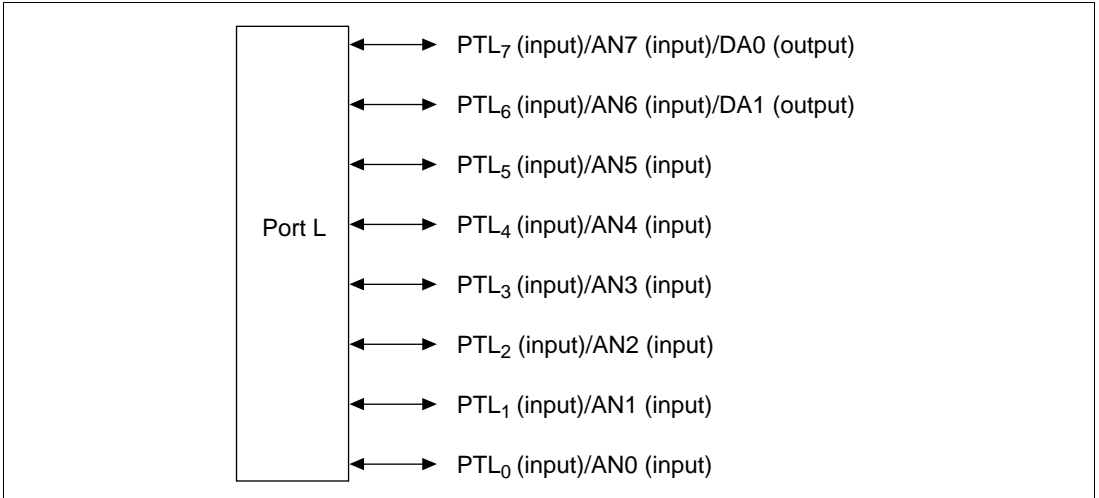 PTL7 (input)/AN7 (input)/DA0 (output)
PTL6 (input)/AN6 (input)/DA1 (output)
PTL5 (input)/AN5 (input)
Port L
PTL4 (input)/AN4 (input)
PTL3 (input)/AN3 (input)
PTL2 (input)/AN2 (input)
PTL1 (input)/AN1 (input)
PTL0 (input)/AN0 (input)